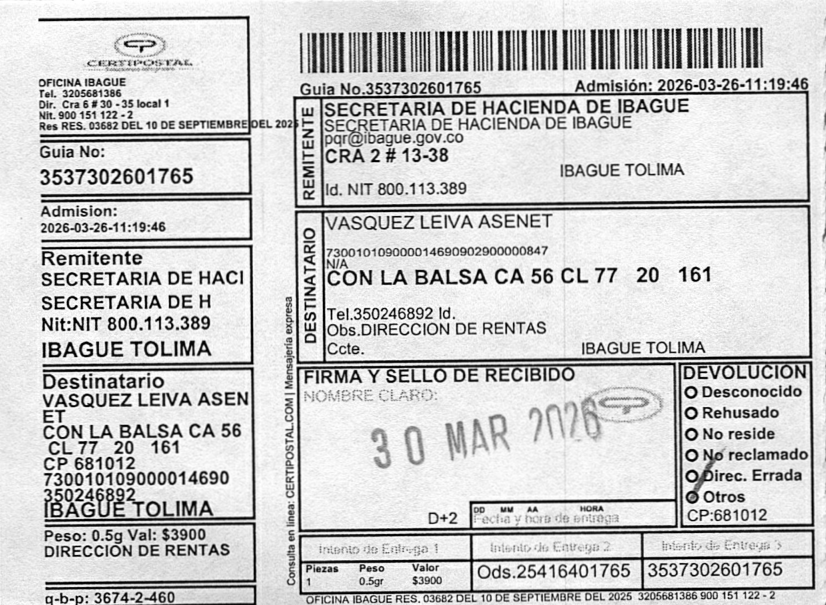 CERTIPOSTAL
OFICINA IBAGUE
Tel. 3205681386
Dir. Cra 6 # 30 - 35 local 1
Nit. 900 151 122 - 2
Res RES. 03682 DEL 10 DE SEPTIEMBRE DEL 2025
Guia No:
3537302601765
Admision:
2026-03-26-11:19:46
Remitente
SECRETARIA DE HACI
SECRETARIA DE H
Nit:NIT 800.113.389
IBAGUE TOLIMA
Destinatario
VASQUEZ LEIVA ASEN
ET
CON LA BALSA CA 56
CL 77 20 161
CP 681012
730010109000014690
350246892
IBAGUE TOLIMA
Peso: 0.5g Val: $3900
DIRECCION DE RENTAS
q-b-p: 3674-2-460
Consulta en linea: CERTIPOSTAL.COM | Mensajería expresa
Guia No.3537302601765 Admisión: 2026-03-26-11:19:46
REMITENTE
SECRETARIA DE HACIENDA DE IBAGUE
SECRETARIA DE HACIENDA DE IBAGUE
pqr@ibague.gov.co
CRA 2 # 13-38
IBAGUE TOLIMA
Id. NIT 800.113.389
DESTINATARIO
VASQUEZ LEIVA ASENET
730010109000014690902900000847
N/A
CON LA BALSA CA 56 CL 77 20 161
Tel.350246892 Id.
Obs.DIRECCION DE RENTAS
Ccte. IBAGUE TOLIMA
FIRMA Y SELLO DE RECIBIDO
NOMBRE CLARO:
30 MAR 2026
D+2
DD MM AA HORA
Fecha y hora de entrega
DEVOLUCION
Desconocido
Rehusado
No reside
No reclamado
Direc. Errada
Otros
CP:681012
Intento de Entrega 1 Intento de Entrega 2 Intento de Entrega 3
Piezas Peso Valor
1 0.5gr $3900
Ods.25416401765 3537302601765
OFICINA IBAGUE RES. 03682 DEL 10 DE SEPTIEMBRE DEL 2025 3205681386 900 151 122 - 2